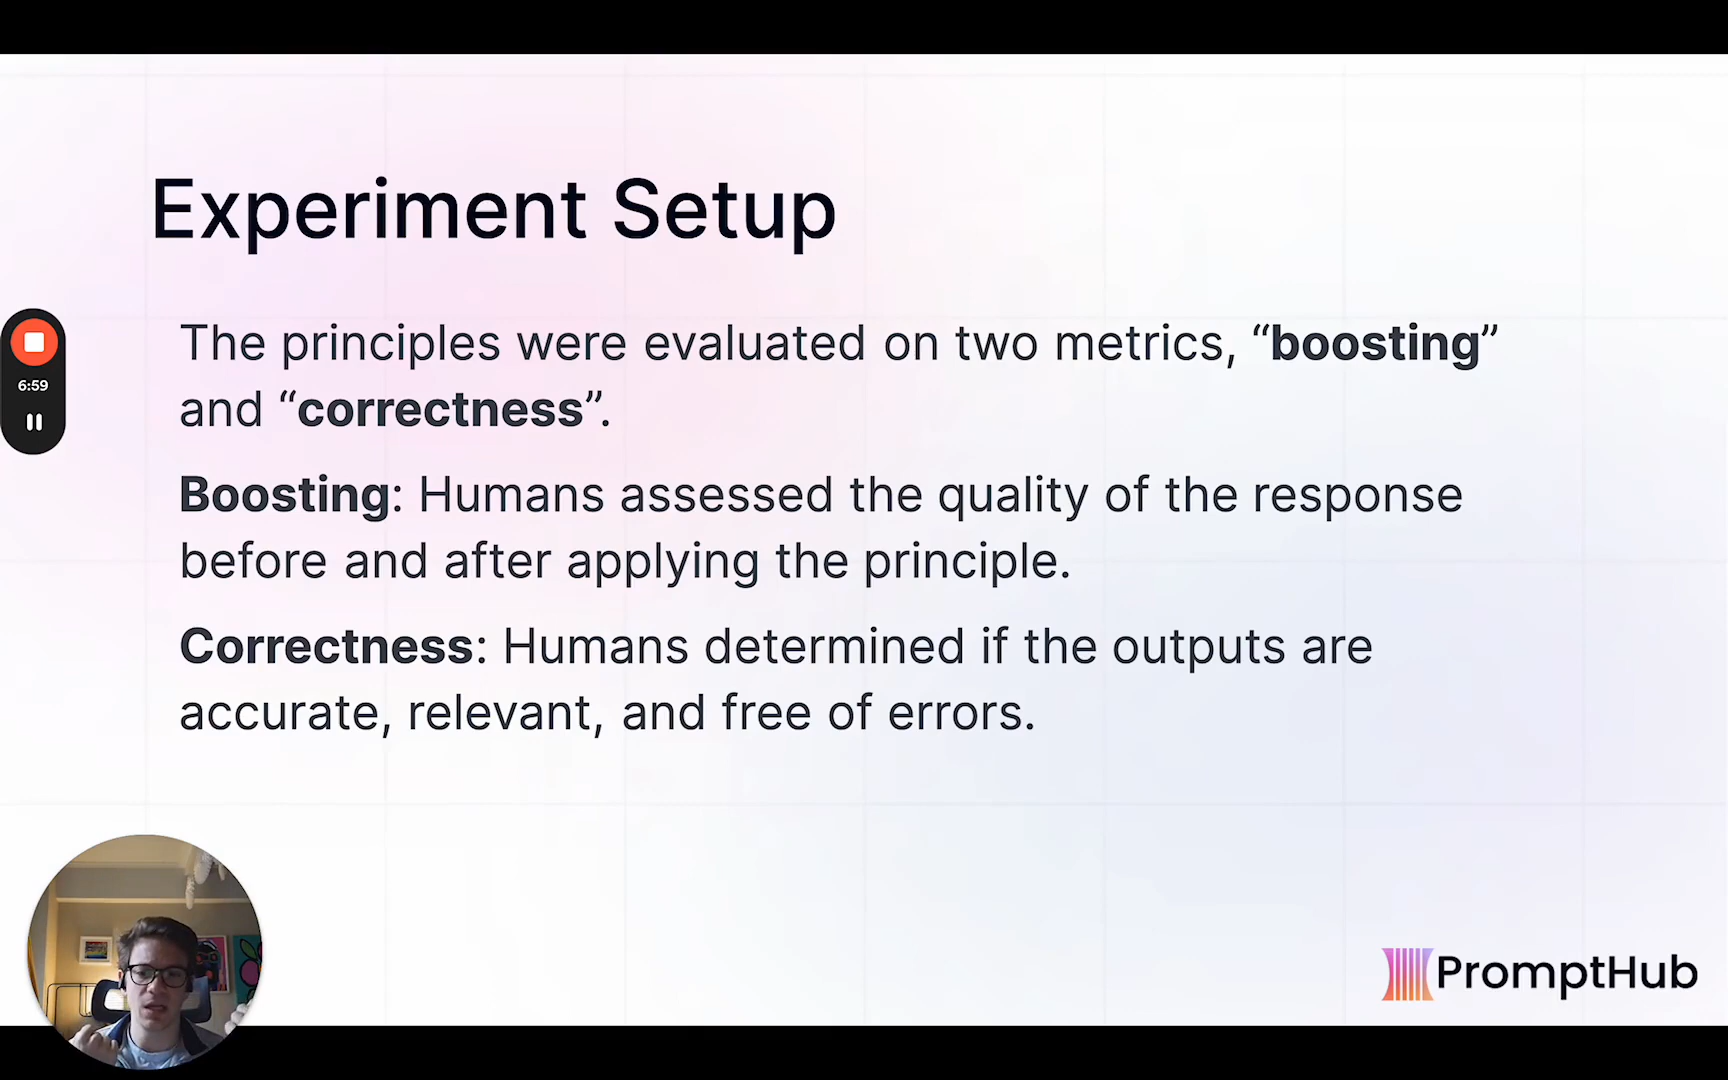 Experiment Setup
The principles were evaluated on two metrics, “boosting”
and “correctness”.
Boosting: Humans assessed the quality of the response
before and after applying the principle.
Correctness: Humans determined if the outputs are
accurate, relevant, and free of errors.
6:59
PromptHub